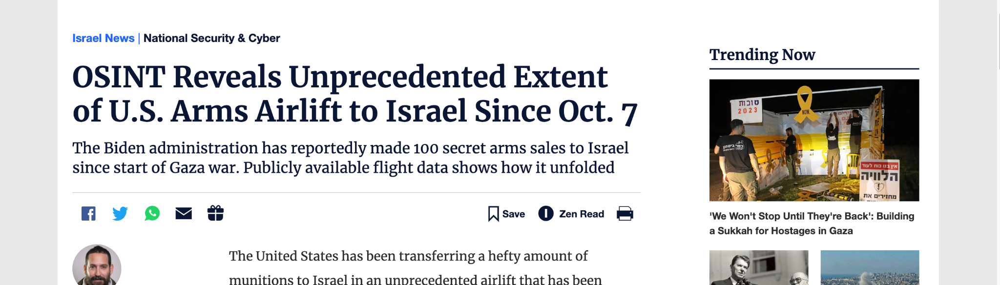 Israel News | National Security & Cyber
OSINT Reveals Unprecedented Extent
of U.S. Arms Airlift to Israel Since Oct. 7
The Biden administration has reportedly made 100 secret arms sales to Israel
since start of Gaza war. Publicly available flight data shows how it unfolded
Save
Zen Read
The United States has been transferring a hefty amount of
munitions to Israel in an unprecedented airlift that has been
Trending Now
סוכות
2023
NOW.
אין בנו כוח לעוד
הלוויה
מחזירים את
'We Won't Stop Until They're Back': Building
a Sukkah for Hostages in Gaza